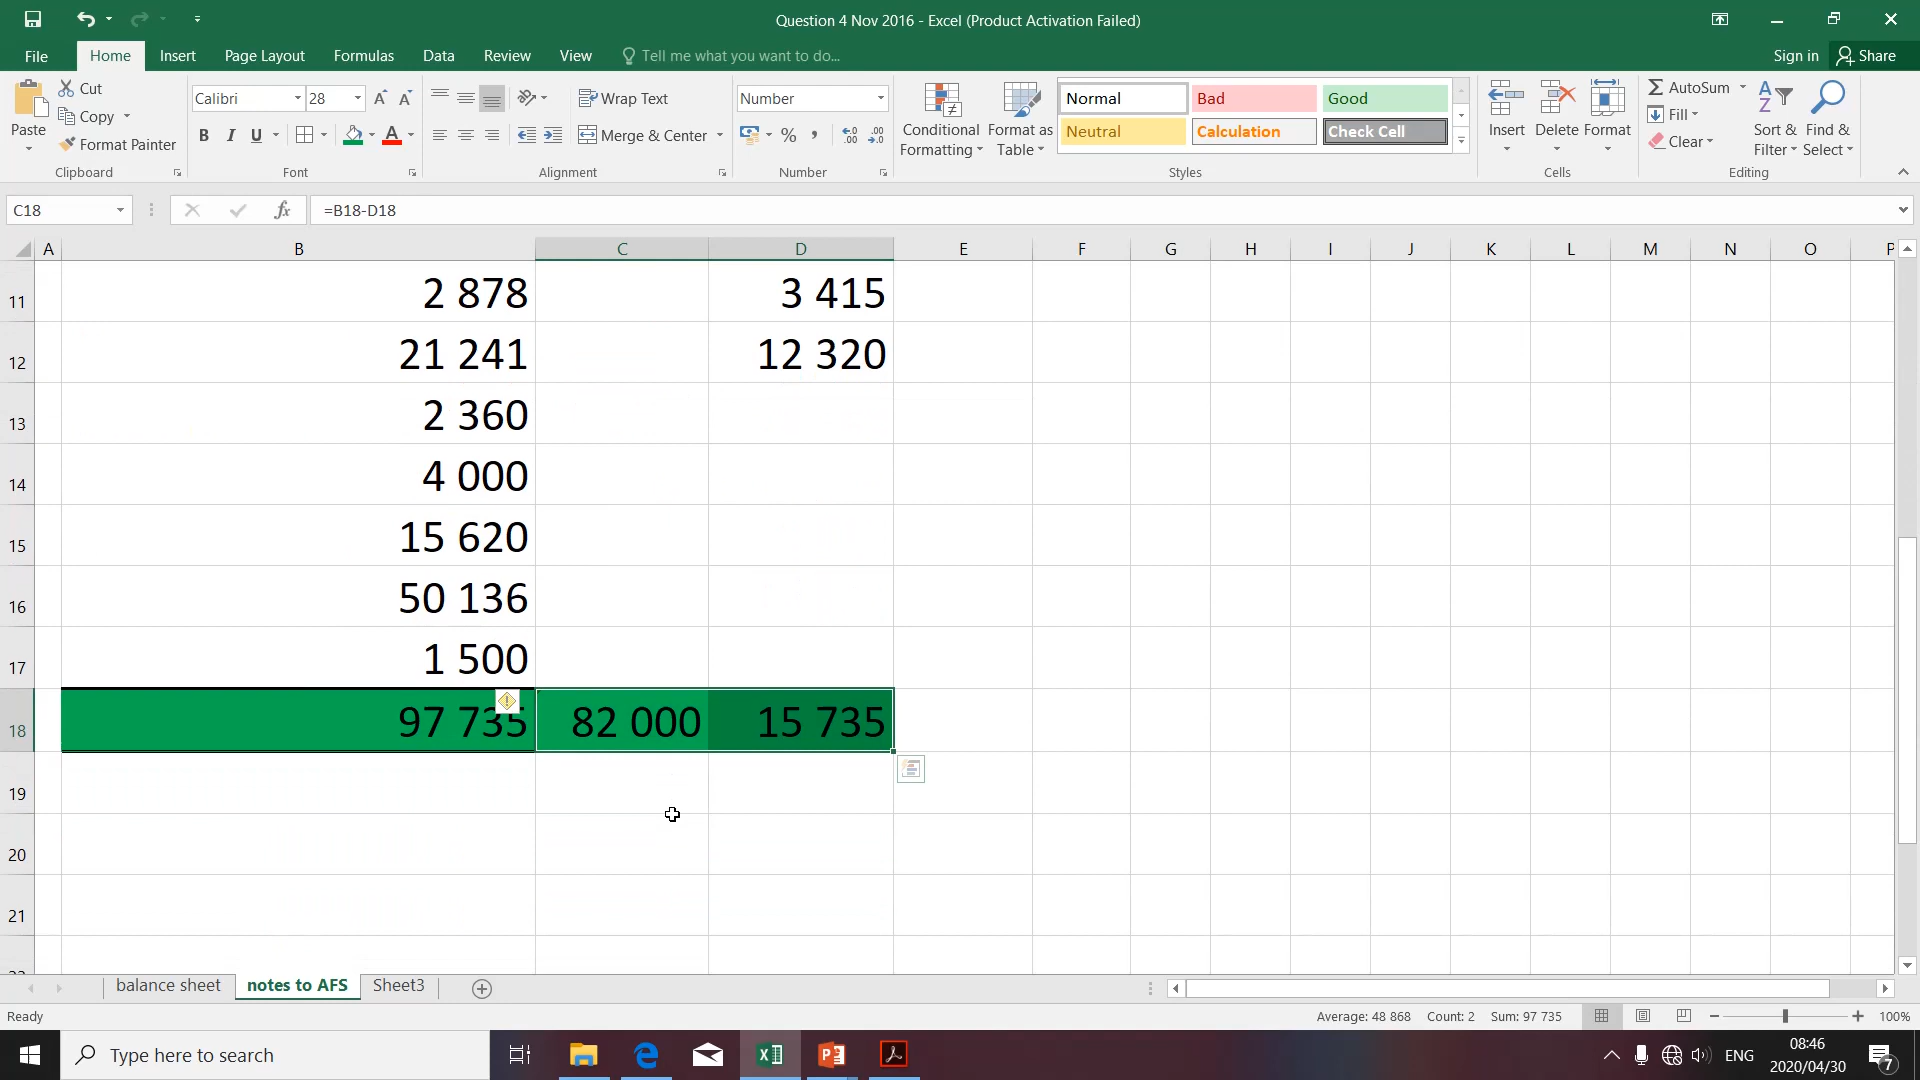 Question 4 Nov 2016 - Excel (Product Activation Failed)
File Home Insert Page Layout Formulas Data Review View Tell me what you want to do... Sign in Share
Paste Cut Copy Format Painter Clipboard
Calibri 28 B I U A Font
Wrap Text Merge & Center Alignment
Number % , Number
Conditional Formatting Format as Table
Normal Bad Good
Neutral Calculation Check Cell
Styles
Insert Delete Format Cells
AutoSum Fill Clear Sort & Filter Find & Select Editing
C18 fx =B18-D18
A B C D E F G H I J K L M N O P
11 2 878 3 415
12 21 241 12 320
13 2 360
14 4 000
15 15 620
16 50 136
17 1 500
18 97 735 82 000 15 735
19
20
21
balance sheet notes to AFS Sheet3
Ready Average: 48 868 Count: 2 Sum: 97 735 100%
Type here to search ENG 08:46
2020/04/30 7